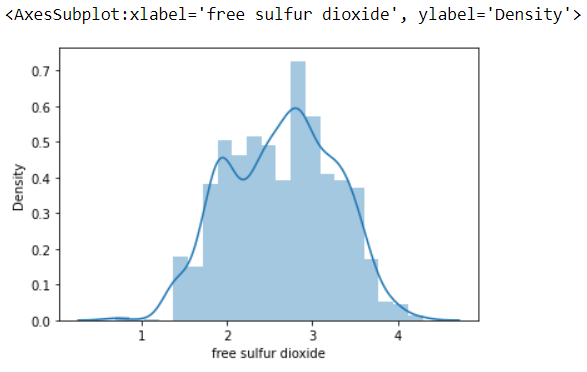 <AxesSubplot:xlabel='free sulfur dioxide', ylabel='Density'>
0.7
0.6
0.5
0.4
0.3
0.2
0.1
0.0
Density
1 2 3 4
free sulfur dioxide